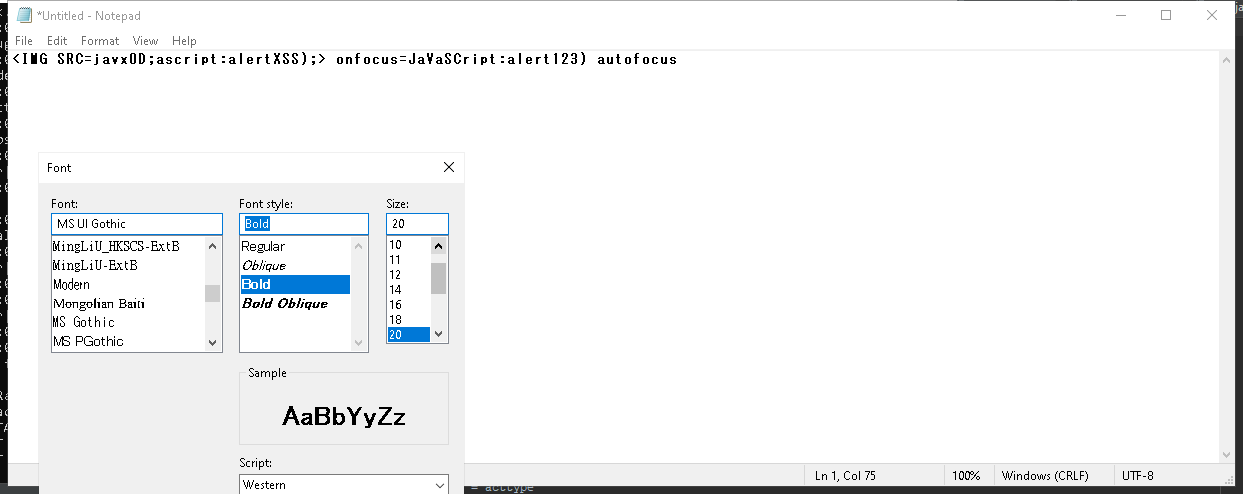 *Untitled - Notepad
File Edit Format View Help
<IMG SRC=javxOD;ascript:alertXSS);> onfocus=JaVaSCript:alert123) autofocus
Font
Font: Font style: Size:
MS UI Gothic Bold 20
MingLiU_HKSCS-ExtB Regular 10
MingLiU-ExtB Oblique 11
Modern Bold 12
Mongolian Baiti Bold Oblique 14
MS Gothic 16
MS PGothic 18
20
Sample
AaBbYyZz
Script:
Western
Ln 1, Col 75 100% Windows (CRLF) UTF-8
= acctype